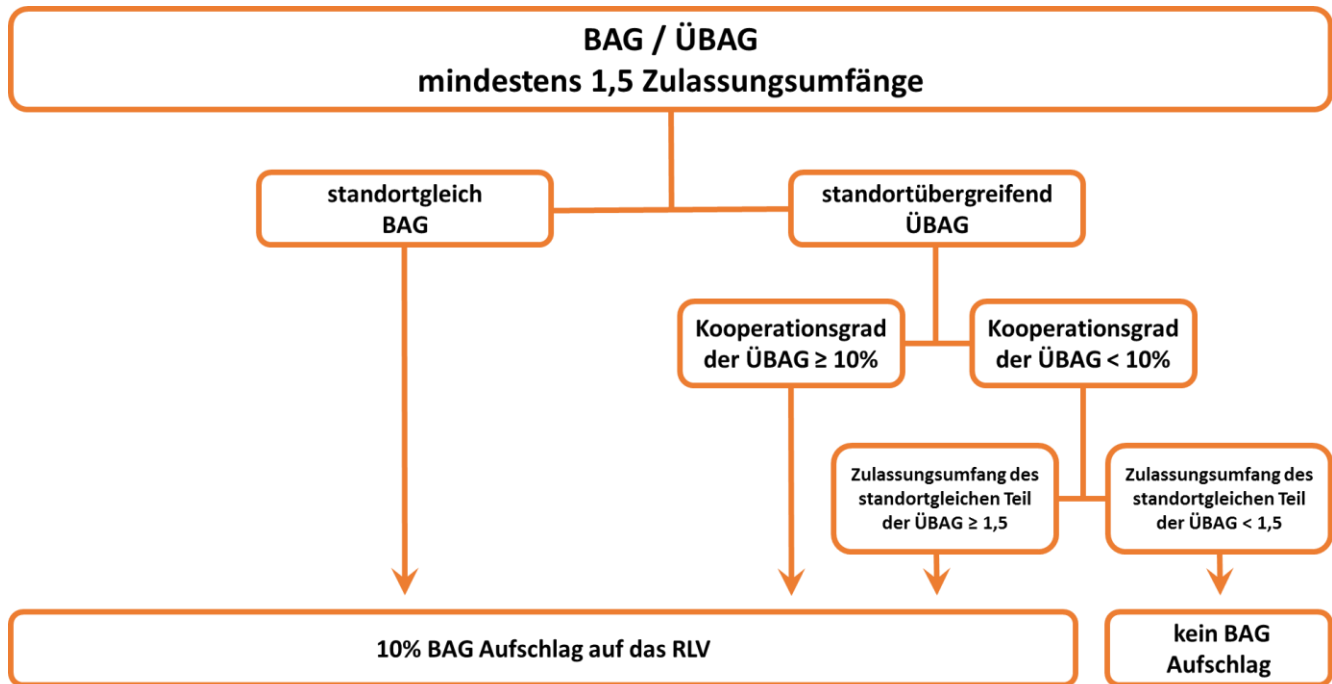 BAG / ÜBAG
mindestens 1,5 Zulassungsumfänge
standortgleich
BAG
standortübergreifend
ÜBAG
Kooperationsgrad
der ÜBAG ≥ 10%
Kooperationsgrad
der ÜBAG < 10%
Zulassungsumfang des
standortgleichen Teil
der ÜBAG ≥ 1,5
Zulassungsumfang des
standortgleichen Teil
der ÜBAG < 1,5
10% BAG Aufschlag auf das RLV
kein BAG
Aufschlag